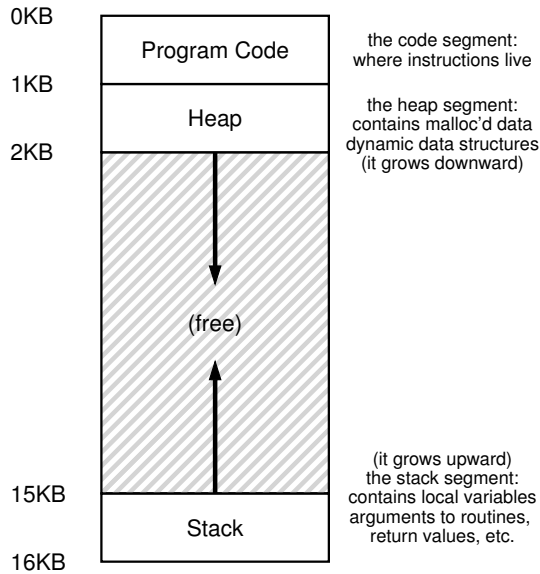 0KB
Program Code
the code segment:
where instructions live
1KB
Heap
the heap segment:
contains malloc'd data
dynamic data structures
(it grows downward)
2KB
(free)
(it grows upward)
the stack segment:
contains local variables
arguments to routines,
return values, etc.
15KB
Stack
16KB